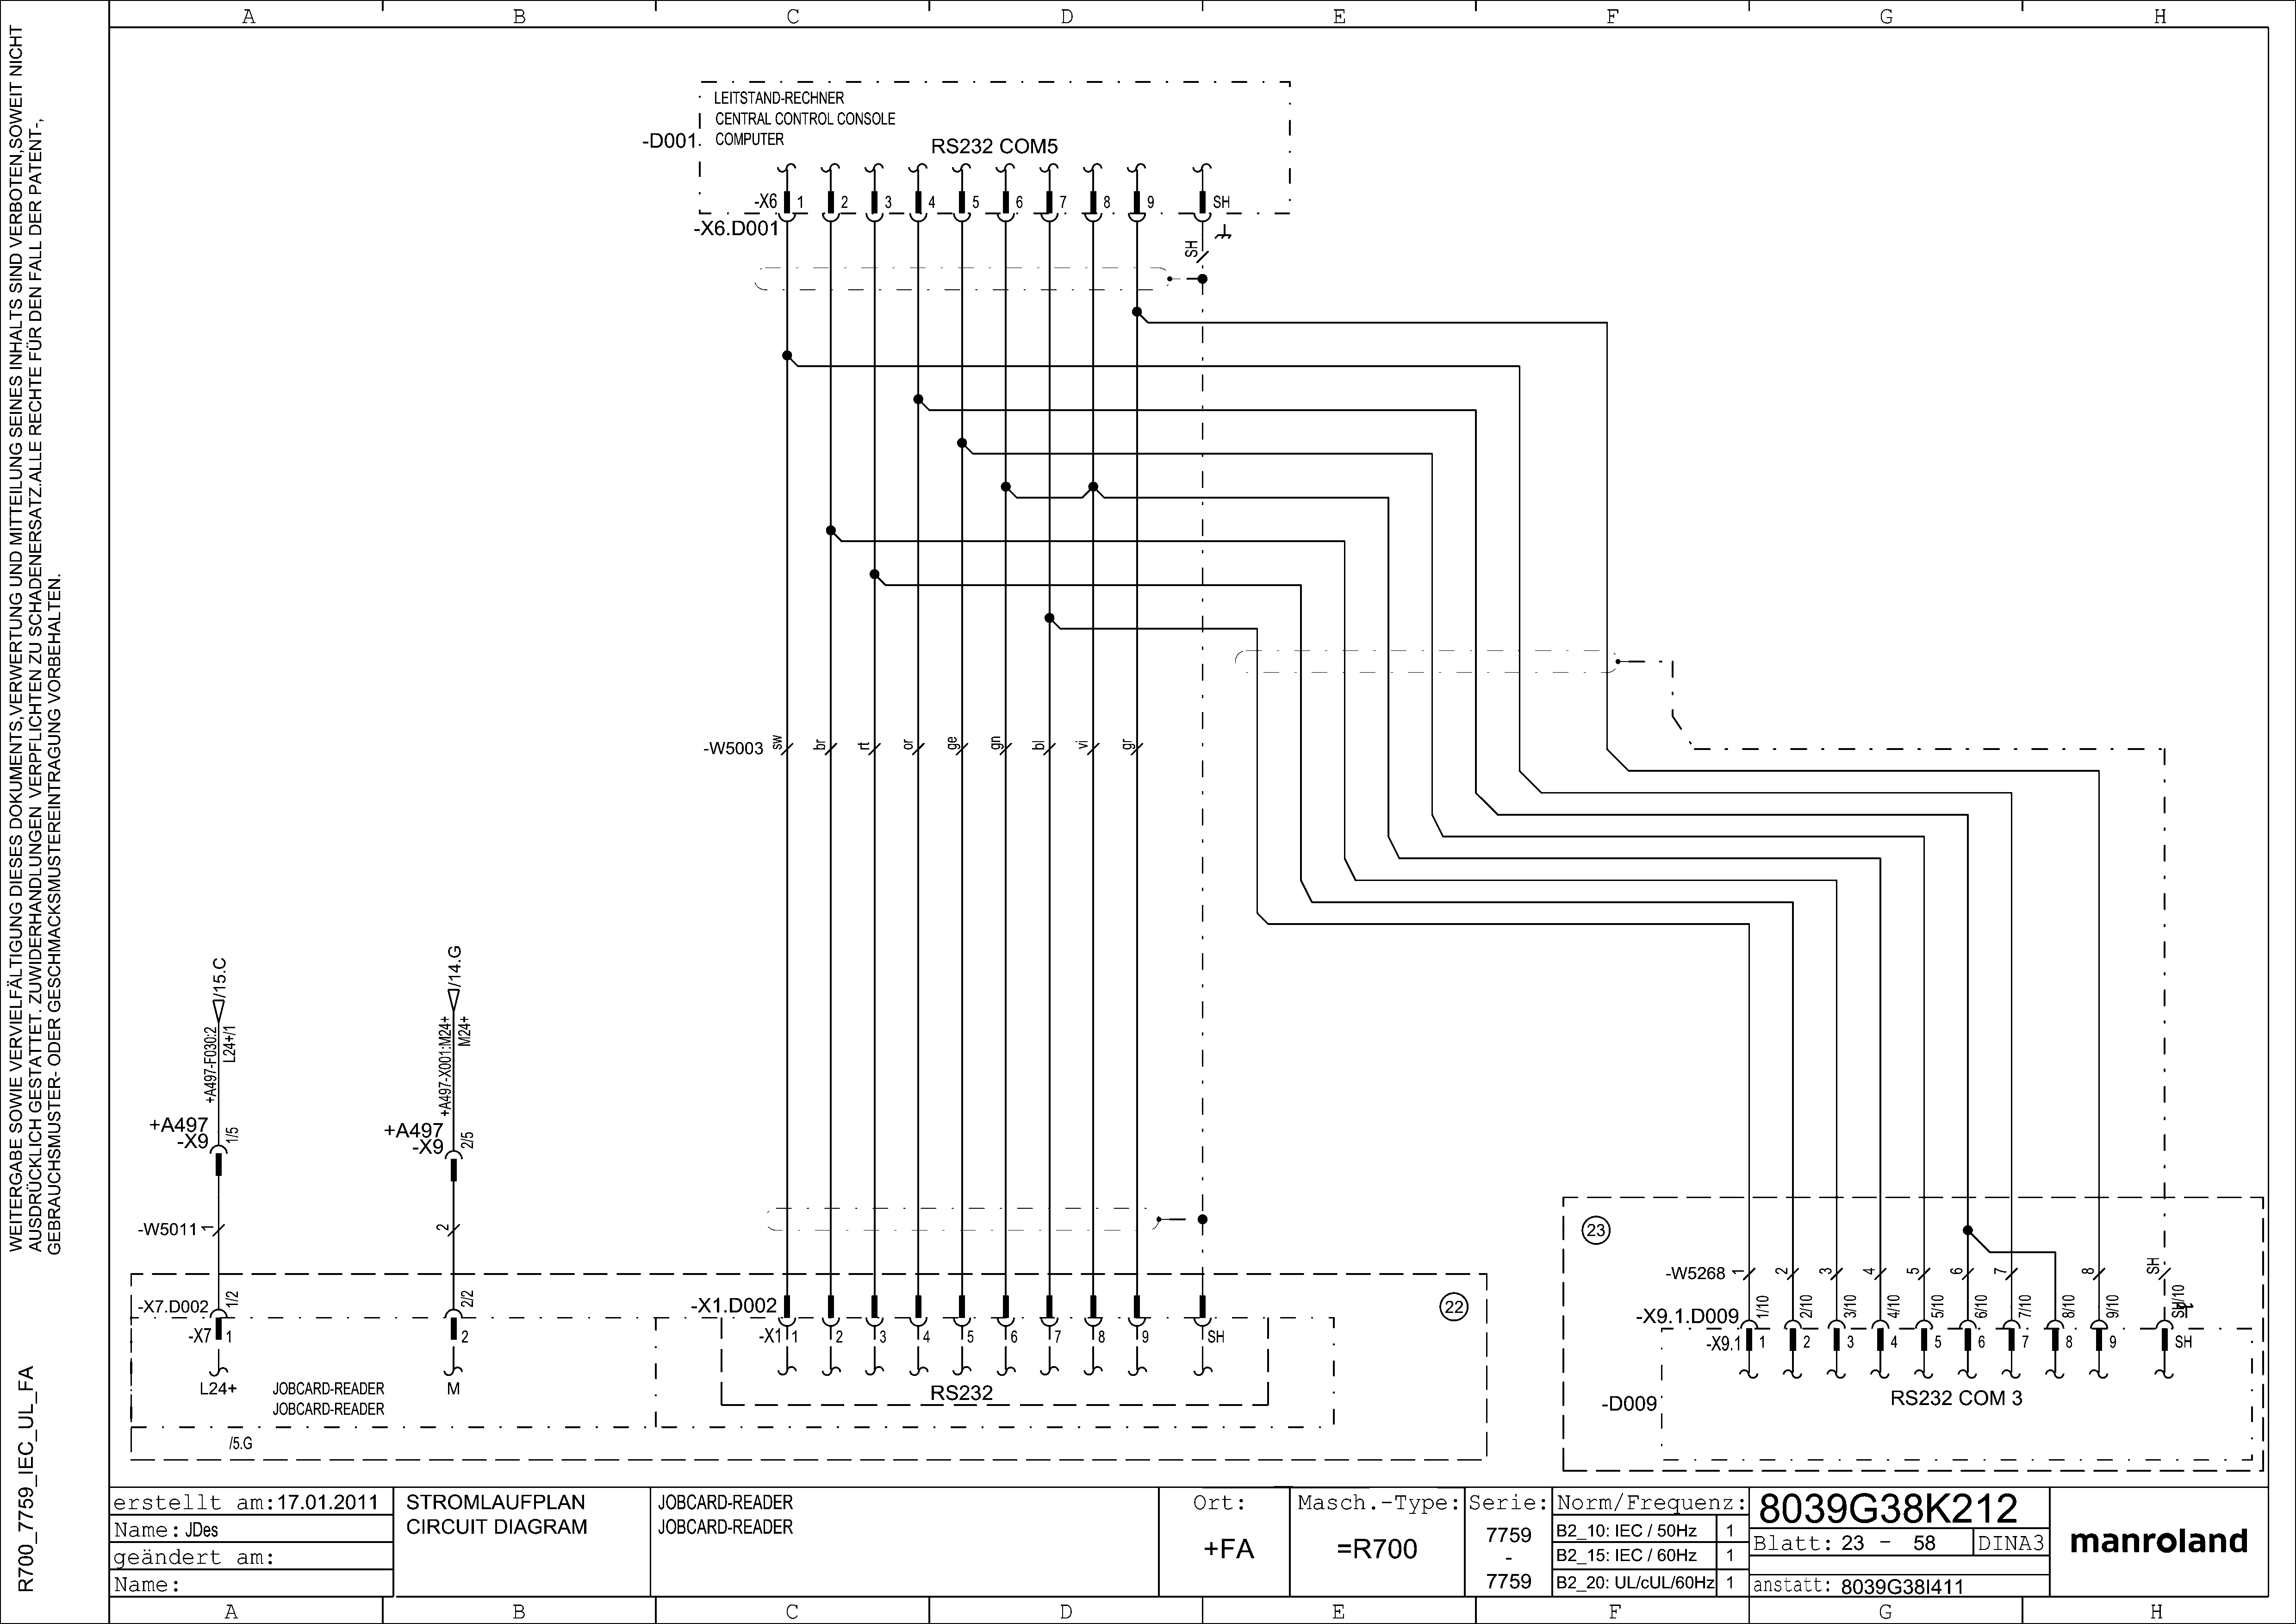 A B C D E F G H
WEITERGABE SOWIE VERVIELFÄLTIGUNG DIESES DOKUMENTS,VERWERTUNG UND MITTEILUNG SEINES INHALTS SIND VERBOTEN,SOWEIT NICHT
AUSDRÜCKLICH GESTATTET. ZUWIDERHANDLUNGEN VERPFLICHTEN ZU SCHADENERSATZ.ALLE RECHTE FÜR DEN FALL DER PATENT-,
GEBRAUCHSMUSTER- ODER GESCHMACKSMUSTEREINTRAGUNG VORBEHALTEN.
R700_7759_IEC_UL_FA
LEITSTAND-RECHNER
CENTRAL CONTROL CONSOLE
COMPUTER
-D001
RS232 COM5
-X6 1 2 3 4 5 6 7 8 9 SH
-X6.D001
SH
-W5003 sw br rt or ge gn bl vi gr
/15.C
+A497-F030:2
L24+/1
+A497
-X9
1/5
/14.G
+A497-X001:M24+
M24+
+A497
-X9
2/5
-W5011 1 2
-X7.D002 1/2 2/2
-X7 1 2
L24+
M
JOBCARD-READER
JOBCARD-READER
/5.G
-X1.D002
22
-X1 1 2 3 4 5 6 7 8 9 SH
RS232
23
-W5268 1 2 3 4 5 6 7 8 SH
-X9.1.D009 1/10 2/10 3/10 4/10 5/10 6/10 7/10 8/10 9/10 SH/10
-X9.1 1 2 3 4 5 6 7 8 9 SH
-D009
RS232 COM 3
erstellt am: 17.01.2011
Name: JDes
geändert am:
Name:
STROMLAUFPLAN
CIRCUIT DIAGRAM
JOBCARD-READER
JOBCARD-READER
Ort:
+FA
Masch.-Type:
=R700
Serie:
7759
-
7759
Norm/Frequenz:
B2_10: IEC / 50Hz 1
B2_15: IEC / 60Hz 1
B2_20: UL/cUL/60Hz 1
8039G38K212
Blatt: 23 - 58 DINA3
anstatt: 8039G38I411
manroland
A B C D E F G H